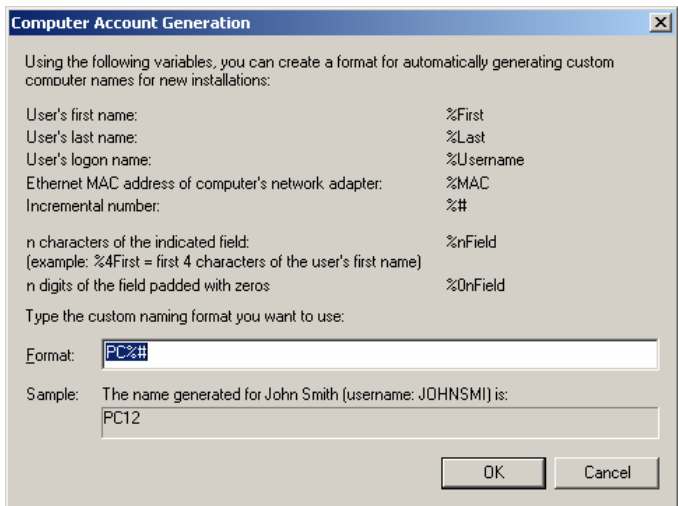 Computer Account Generation
Using the following variables, you can create a format for automatically generating custom
computer names for new installations:
User's first name: %First
User's last name: %Last
User's logon name: %Username
Ethernet MAC address of computer's network adapter: %MAC
Incremental number: %#
n characters of the indicated field: %nField
(example: %4First = first 4 characters of the user's first name)
n digits of the field padded with zeros %0nField
Type the custom naming format you want to use:
Format: PC%#
Sample: The name generated for John Smith (username: JOHNSMI) is:
PC12
OK Cancel